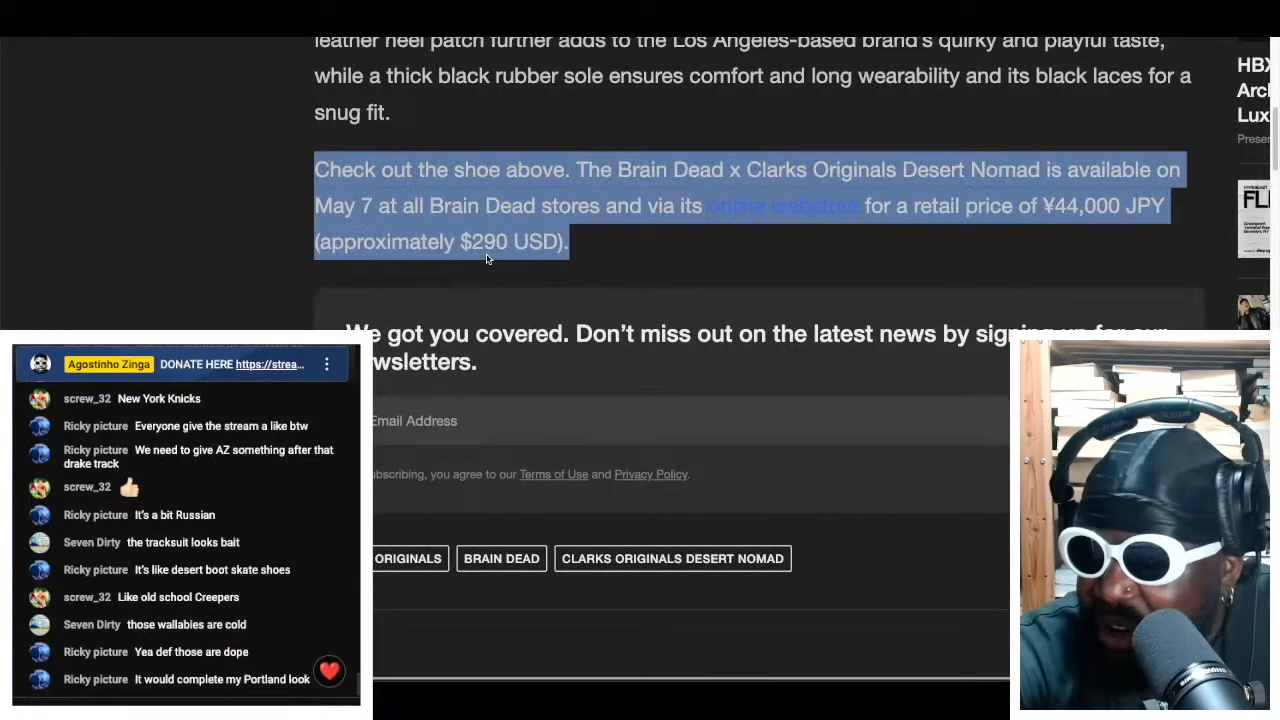 leather heel patch further adds to the Los Angeles-based brand's quirky and playful taste,
while a thick black rubber sole ensures comfort and long wearability and its black laces for a
snug fit.
Check out the shoe above. The Brain Dead x Clarks Originals Desert Nomad is available on
May 7 at all Brain Dead stores and via its online webstore for a retail price of ¥44,000 JPY
(approximately $290 USD).
We got you covered. Don't miss out on the latest news by signing up for our
wsletters.
Email Address
ubscribing, you agree to our Terms of Use and Privacy Policy.
ORIGINALS
BRAIN DEAD
CLARKS ORIGINALS DESERT NOMAD
HBX
Arc
Lux
Presen
FL
Agostinho Zinga DONATE HERE https://strea...
screw_32 New York Knicks
Ricky picture Everyone give the stream a like btw
Ricky picture We need to give AZ something after that
drake track
screw_32
Ricky picture It's a bit Russian
Seven Dirty the tracksuit looks bait
Ricky picture It's like desert boot skate shoes
screw_32 Like old school Creepers
Seven Dirty those wallabies are cold
Ricky picture Yea def those are dope
Ricky picture It would complete my Portland look